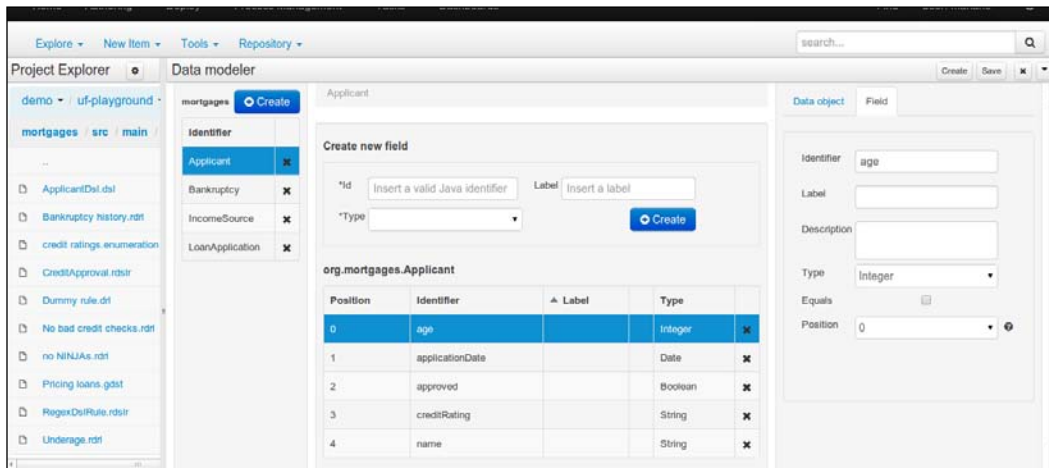 Explore New Item Tools Repository search...
Project Explorer Data modeler Create Save
demo / uf-playground
mortgages / src / main /
..
ApplicantDsl.dsl
Bankruptcy history.rdrl
credit ratings.enumeration
CreditApproval.rdslr
Dummy rule.drl
No bad credit checks.rdrl
no NINJAs.rdrl
Pricing loans.gdst
RegexDslRule.rdslr
Underage.rdrl
mortgages Create
Identifier
Applicant
Bankruptcy
IncomeSource
LoanApplication
Applicant
Create new field
*Id Insert a valid Java identifier Label Insert a label
*Type Create
org.mortgages.Applicant
Position Identifier Label Type
0 age Integer
1 applicationDate Date
2 approved Boolean
3 creditRating String
4 name String
Data object Field
Identifier age
Label
Description
Type Integer
Equals
Position 0